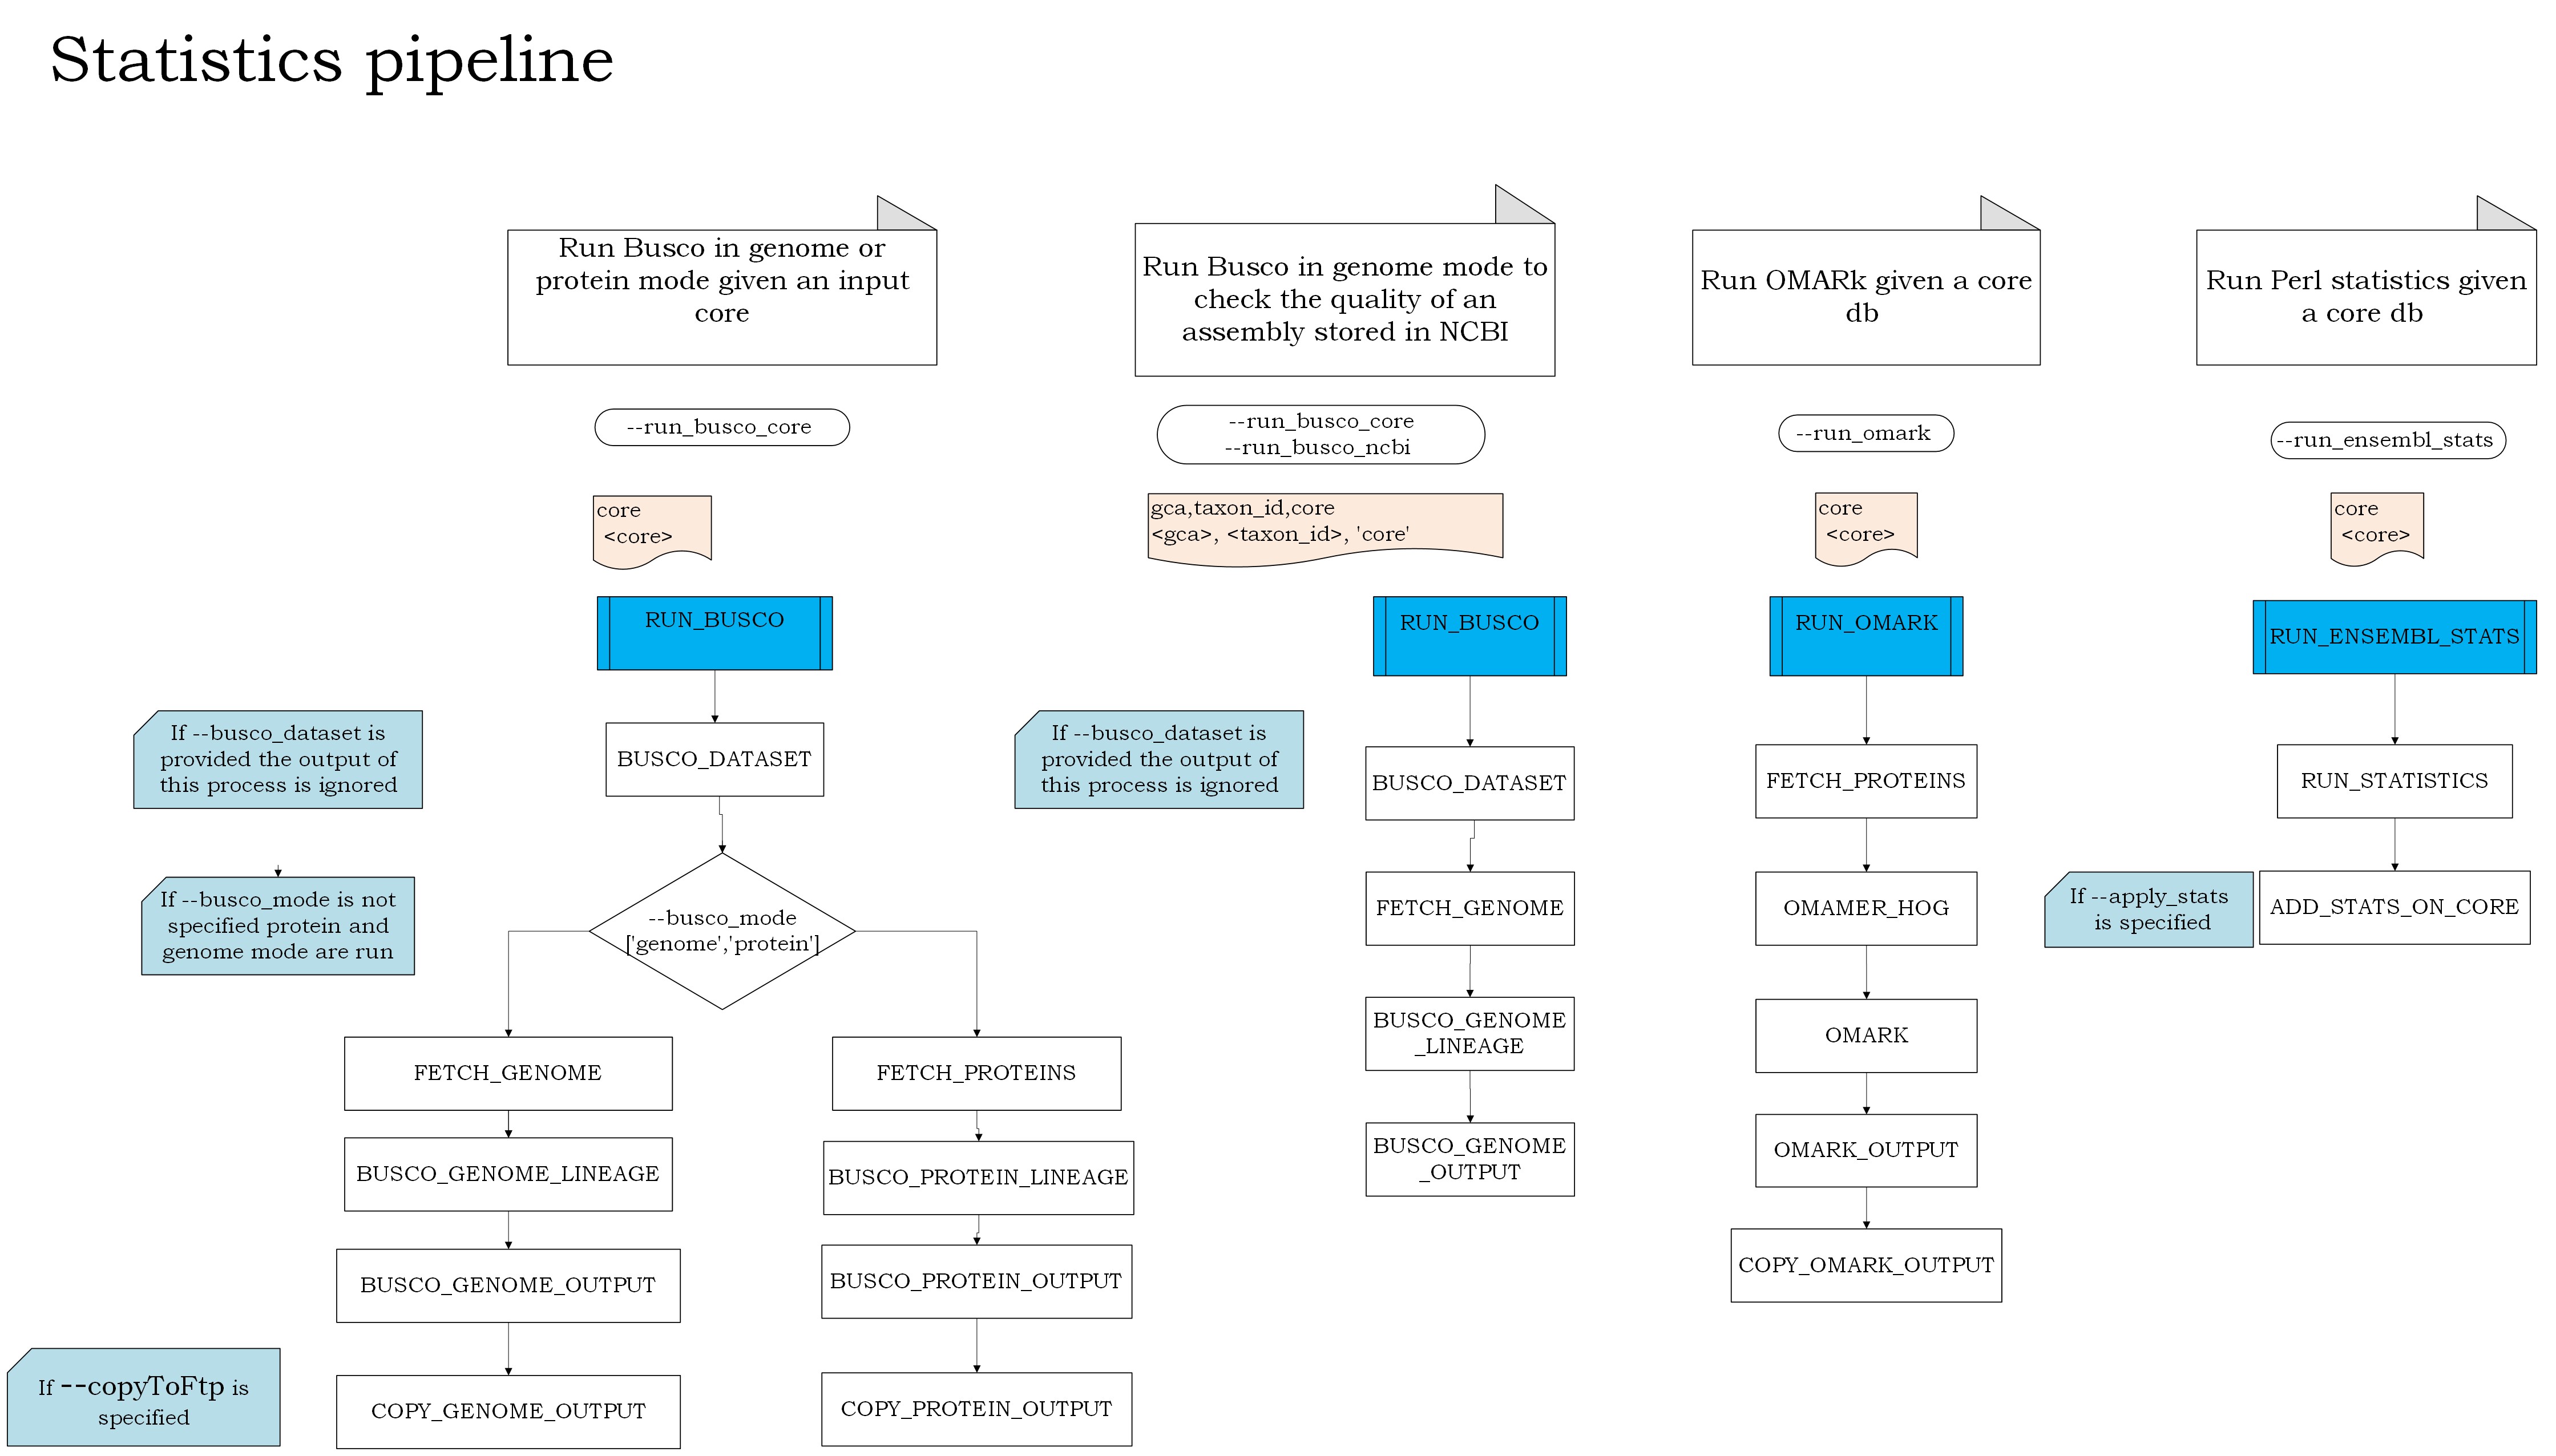 Statistics pipeline
Run Busco in genome or
protein mode given an input
core
Run Busco in genome mode to
check the quality of an
assembly stored in NCBI
Run OMARk given a core
db
Run Perl statistics given
a core db
--run_busco_core
--run_busco_core
--run_busco_ncbi
--run_omark
--run_ensembl_stats
core
<core>
gca,taxon_id,core
<gca>, <taxon_id>, 'core'
core
<core>
core
<core>
RUN_BUSCO
RUN_BUSCO
RUN_OMARK
RUN_ENSEMBL_STATS
If --busco_dataset is
provided the output of
this process is ignored
BUSCO_DATASET
If --busco_dataset is
provided the output of
this process is ignored
BUSCO_DATASET
FETCH_PROTEINS
RUN_STATISTICS
If --busco_mode is not
specified protein and
genome mode are run
--busco_mode
['genome','protein']
FETCH_GENOME
OMAMER_HOG
If --apply_stats
is specified
ADD_STATS_ON_CORE
FETCH_GENOME
FETCH_PROTEINS
BUSCO_GENOME
_LINEAGE
OMARK
BUSCO_GENOME_LINEAGE
BUSCO_PROTEIN_LINEAGE
BUSCO_GENOME
_OUTPUT
OMARK_OUTPUT
BUSCO_GENOME_OUTPUT
BUSCO_PROTEIN_OUTPUT
COPY_OMARK_OUTPUT
If --copyToFtp is
specified
COPY_GENOME_OUTPUT
COPY_PROTEIN_OUTPUT